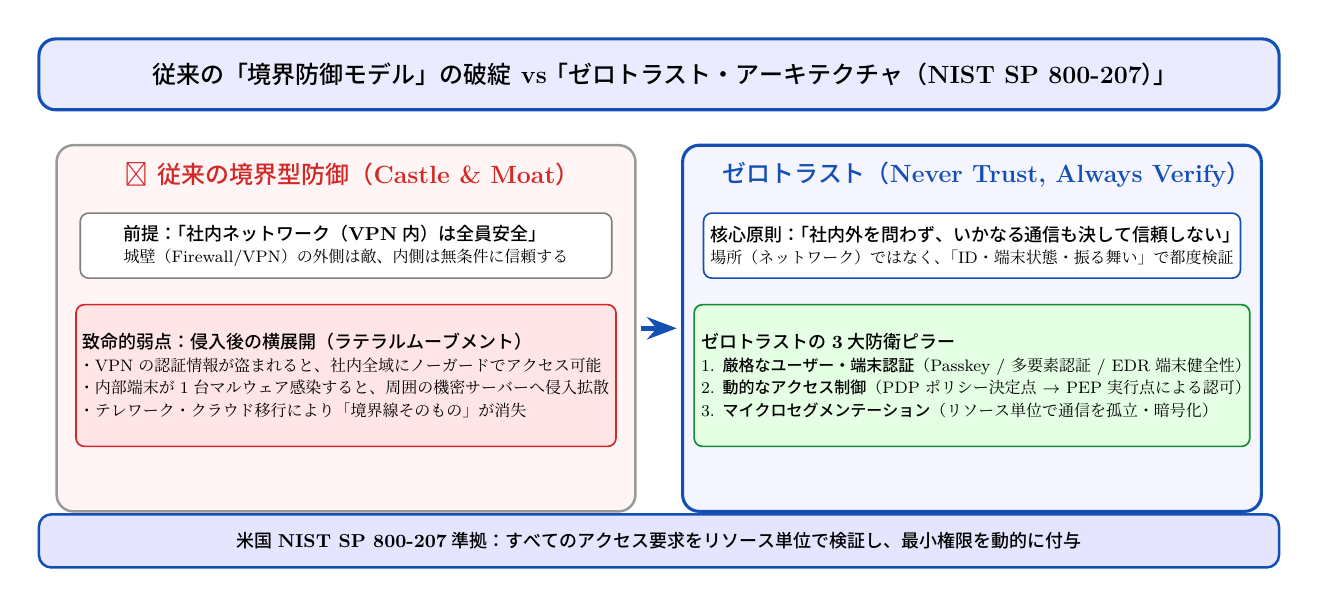 従来の「境界防御モデル」の破綻 vs「ゼロトラスト・アーキテクチャ（NIST SP 800-207）」
従来の境界型防御（Castle & Moat）
前提：「社内ネットワーク（VPN 内）は全員安全」
城壁（Firewall/VPN）の外側は敵、内側は無条件に信頼する
致命的弱点：侵入後の横展開（ラテラルムーブメント）
・VPN の認証情報が盗まれると、社内全域にノーガードでアクセス可能
・内部端末が 1 台マルウェア感染すると、周囲の機密サーバーへ侵入拡散
・テレワーク・クラウド移行により「境界線そのもの」が消失
ゼロトラスト（Never Trust, Always Verify）
核心原則：「社内外を問わず、いかなる通信も決して信頼しない」
場所（ネットワーク）ではなく、「ID・端末状態・振る舞い」で都度検証
ゼロトラストの 3 大防衛ピラー
1. 厳格なユーザー・端末認証（Passkey / 多要素認証 / EDR 端末健全性）
2. 動的なアクセス制御（PDP ポリシー決定点 → PEP 実行点による認可）
3. マイクロセグメンテーション（リソース単位で通信を孤立・暗号化）
米国 NIST SP 800-207 準拠：すべてのアクセス要求をリソース単位で検証し、最小権限を動的に付与